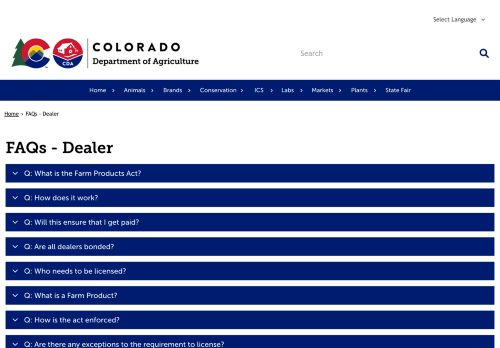 Select Language
COLORADO
Department of Agriculture
CDA
Search
Home Animals Brands Conservation ICS Labs Markets Plants State Fair
Home › FAQs - Dealer
FAQs - Dealer
Q: What is the Farm Products Act?
Q: How does it work?
Q: Will this ensure that I get paid?
Q: Are all dealers bonded?
Q: Who needs to be licensed?
Q: What is a Farm Product?
Q: How is the act enforced?
Q: Are there any exceptions to the requirement to license?